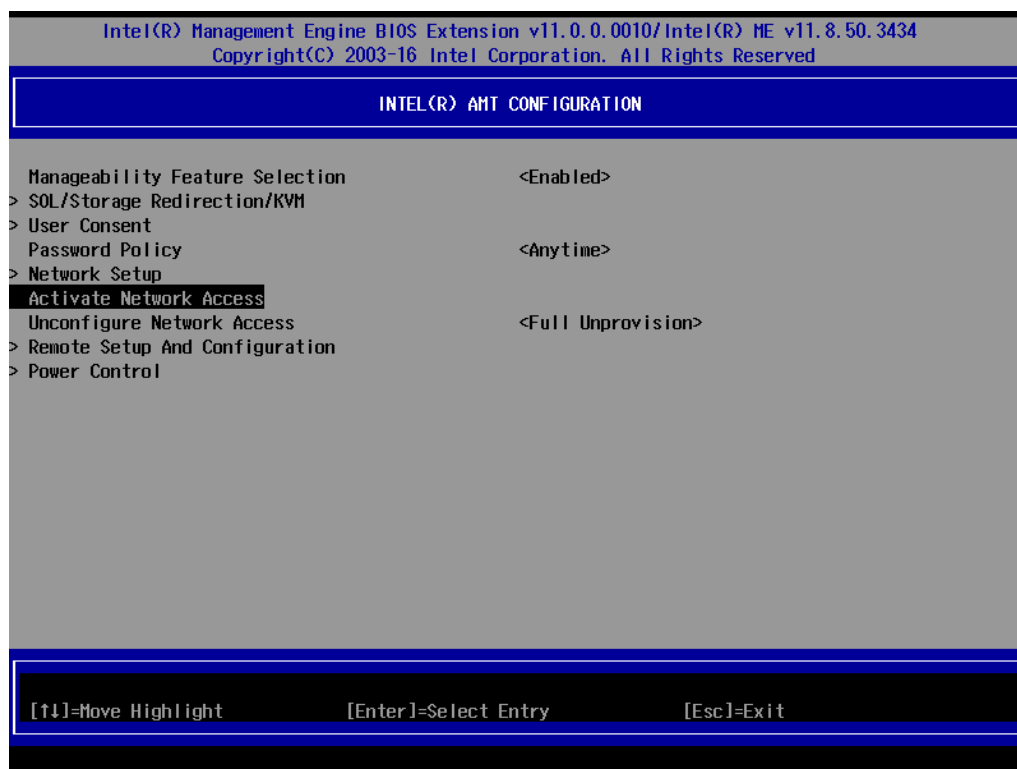 Intel(R) Management Engine BIOS Extension v11.0.0.0010/Intel(R) ME v11.8.50.3434
Copyright(C) 2003-16 Intel Corporation. All Rights Reserved
INTEL(R) AMT CONFIGURATION
Manageability Feature Selection <Enabled>
> SOL/Storage Redirection/KVM
> User Consent
Password Policy <Anytime>
> Network Setup
Activate Network Access
Unconfigure Network Access <Full Unprovision>
> Remote Setup And Configuration
> Power Control
[↑↓]=Move Highlight [Enter]=Select Entry [Esc]=Exit